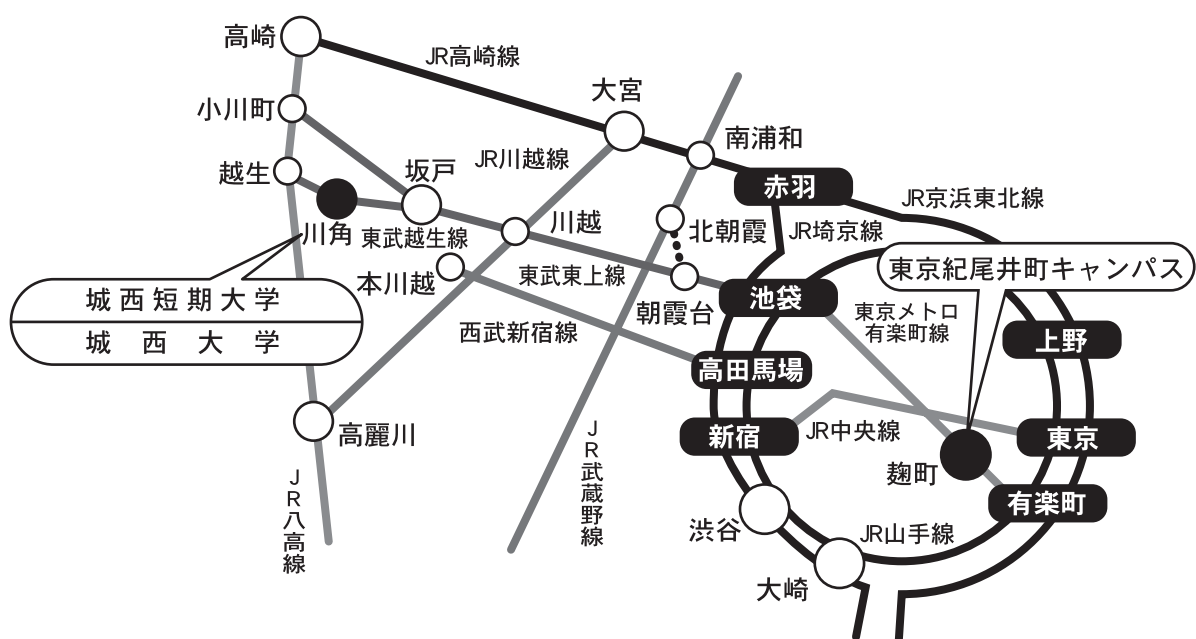 高崎
JR高崎線
大宮
小川町
南浦和
JR川越線
坂戸
越生
赤羽
JR京浜東北線
川越
北朝霞
JR埼京線
川角
東武越生線
東京紀尾井町キャンパス
本川越
東武東上線
城西短期大学
池袋
朝霞台
東京メトロ
有楽町線
西武新宿線
城西大学
上野
高田馬場
高麗川
JR武蔵野線
新宿
JR中央線
東京
麹町
JR八高線
有楽町
渋谷
JR山手線
大崎